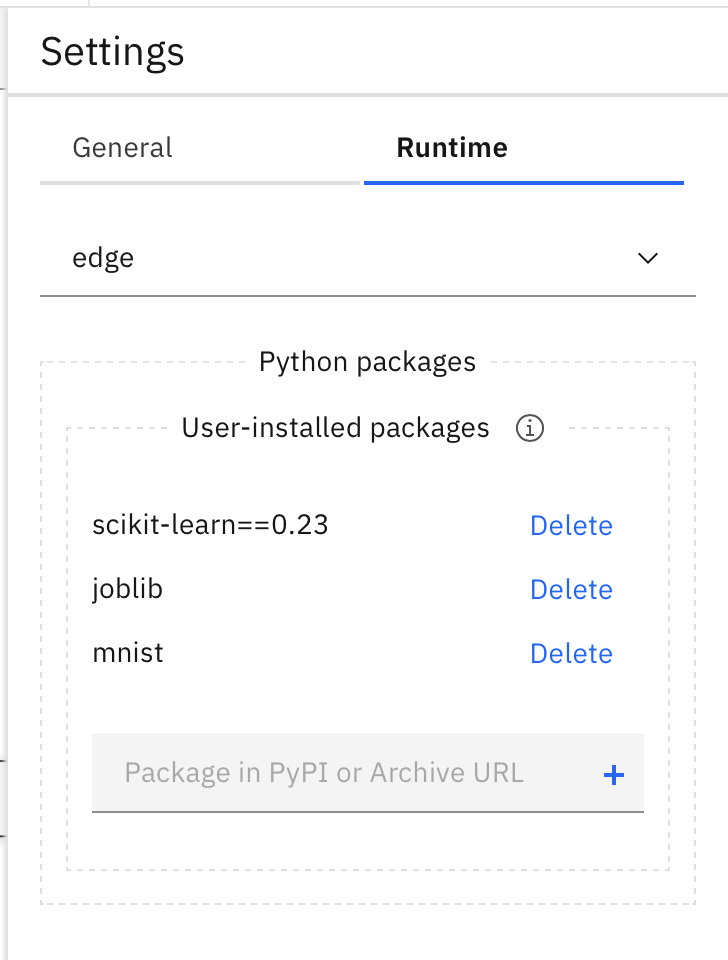 Settings
General
Runtime
edge
Python packages
User-installed packages
scikit-learn==0.23
Delete
joblib
Delete
mnist
Delete
Package in PyPI or Archive URL